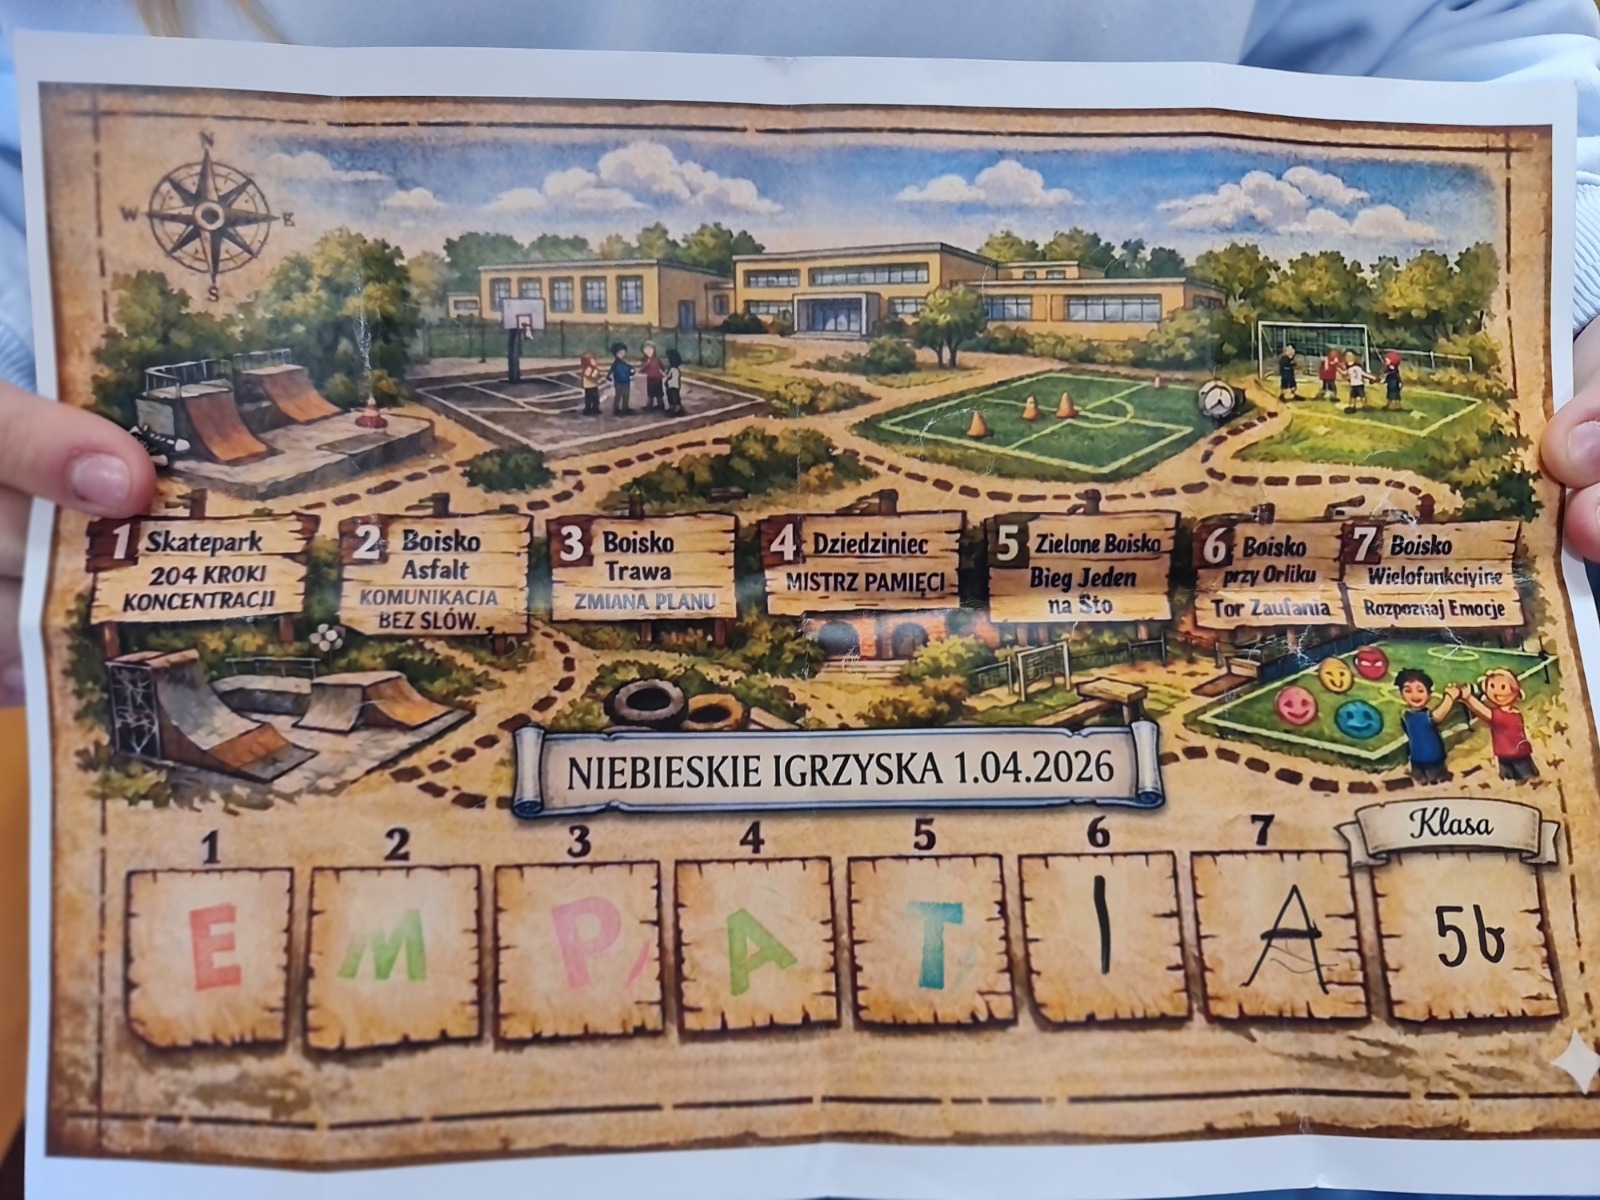 N
W E
S
1 Skatepark
204 KROKI
KONCENTRACJI
2 Boisko
Asfalt
KOMUNIKACJA
BEZ SŁÓW.
3 Boisko
Trawa
ZMIANA PLANU
4 Dziedziniec
MISTRZ PAMIĘCI
5 Zielone Boisko
Bieg Jeden
na Sto
6 Boisko
przy Orliku
Tor Zaufania
7 Boisko
Wielofunkcyjne
Rozpoznaj Emocje
NIEBIESKIE IGRZYSKA 1.04.2026
1 2 3 4 5 6 7 Klasa
E M P A T I A 5b